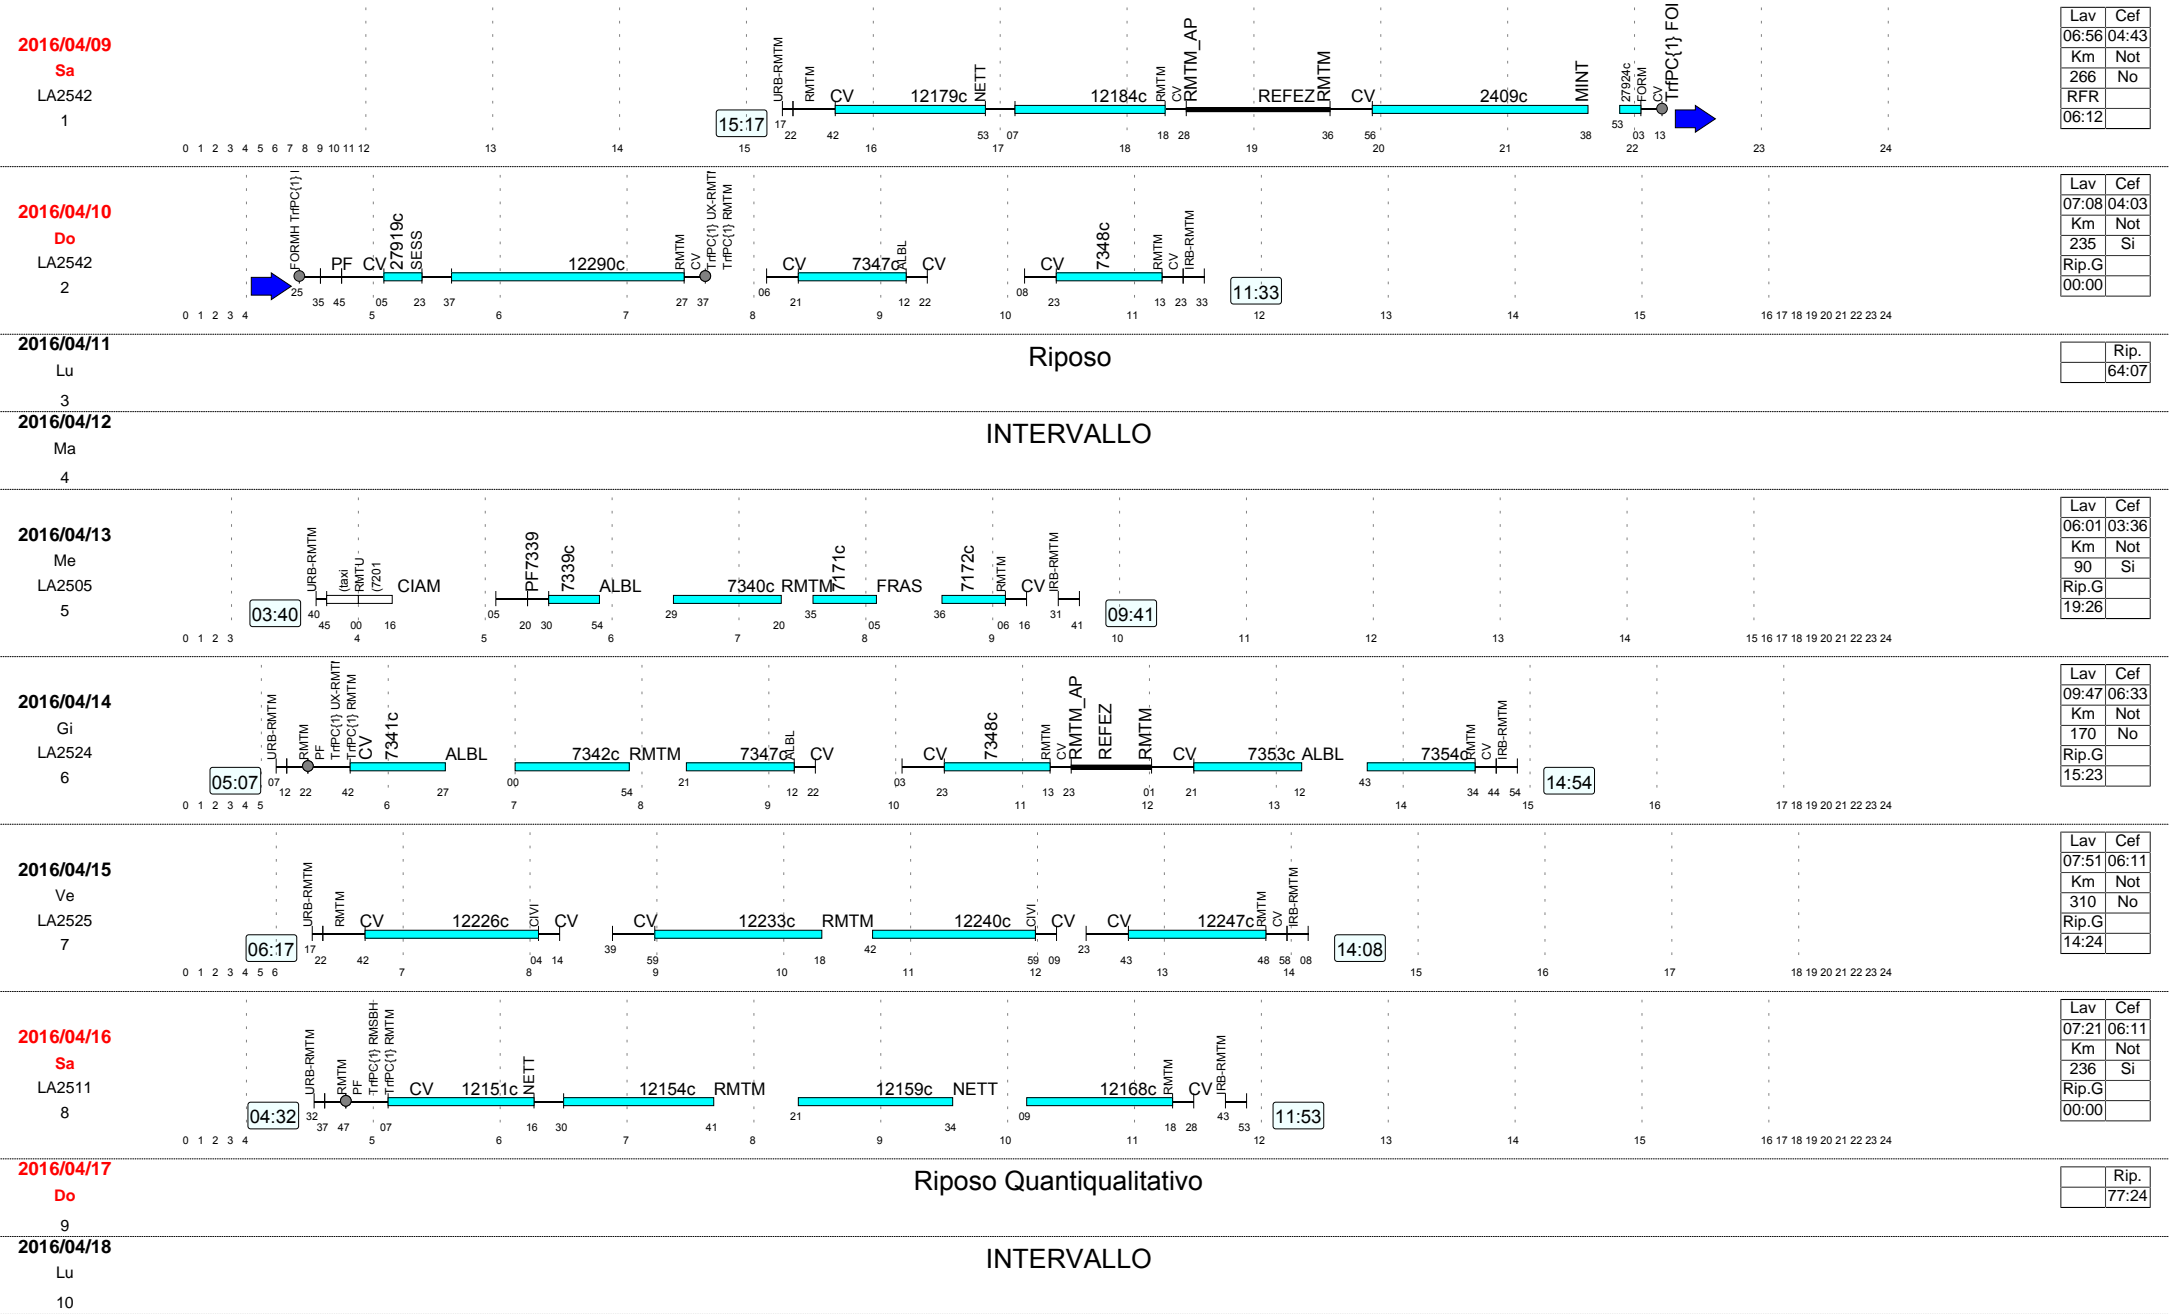 2016/04/09
Sa
LA2542
1
15:17
URB-RMTM RMTM CV 12179c NETT 12184c RMTM CV RMTM_AP REFEZ RMTM CV 2409c MINT 27924c FORM CV TrfPC{1} FOI
17 22 42 53 07 18 28 36 56 38 53 03 13
0 1 2 3 4 5 6 7 8 9 10 11 12 13 14 15 16 17 18 19 20 21 22 23 24
Lav Cef
06:56 04:43
Km Not
266 No
RFR
06:12
2016/04/10
Do
LA2542
2
FORMH TrfPC{1} PF CV 27919c SESS 12290c RMTM CV TrfPC{1} UX-RMTM TrfPC{1} RMTM CV 7347c ALBL CV CV 7348c RMTM CV IRB-RMTM
25 35 45 05 23 37 27 37 06 21 12 22 08 23 13 23 33
11:33
0 1 2 3 4 5 6 7 8 9 10 11 12 13 14 15 16 17 18 19 20 21 22 23 24
Lav Cef
07:08 04:03
Km Not
235 Si
Rip.G
00:00
2016/04/11
Lu
3
Riposo
Rip.
64:07
2016/04/12
Ma
4
INTERVALLO
2016/04/13
Me
LA2505
5
03:40
URB-RMTM (taxi RMTU (7201 CIAM PF7339 7339c ALBL 7340c RMTM 7171c FRAS 7172c RMTM CV IRB-RMTM
40 45 00 16 05 20 30 54 29 20 35 05 36 06 16 31 41
09:41
0 1 2 3 4 5 6 7 8 9 10 11 12 13 14 15 16 17 18 19 20 21 22 23 24
Lav Cef
06:01 03:36
Km Not
90 Si
Rip.G
19:26
2016/04/14
Gi
LA2524
6
05:07
URB-RMTM RMTM PF TrfPC{1} UX-RMTM TrfPC{1} RMTM CV 7341c ALBL 7342c RMTM 7347c ALBL CV CV 7348c RMTM CV RMTM_AP REFEZ RMTM CV 7353c ALBL 7354c RMTM CV IRB-RMTM
07 12 22 42 27 00 54 21 12 22 03 23 13 23 01 21 12 43 34 44 54
14:54
0 1 2 3 4 5 6 7 8 9 10 11 12 13 14 15 16 17 18 19 20 21 22 23 24
Lav Cef
09:47 06:33
Km Not
170 No
Rip.G
15:23
2016/04/15
Ve
LA2525
7
06:17
URB-RMTM RMTM CV 12226c CIVI CV CV 12233c RMTM 12240c CIVI CV CV 12247c RMTM CV IRB-RMTM
17 22 42 04 14 39 59 18 42 59 09 23 43 48 58 08
14:08
0 1 2 3 4 5 6 7 8 9 10 11 12 13 14 15 16 17 18 19 20 21 22 23 24
Lav Cef
07:51 06:11
Km Not
310 No
Rip.G
14:24
2016/04/16
Sa
LA2511
8
04:32
URB-RMTM RMTM PF TrfPC{1} RMSBH TrfPC{1} RMTM CV 12151c NETT 12154c RMTM 12159c NETT 12168c RMTM CV IRB-RMTM
32 37 47 07 16 30 41 21 34 09 18 28 43 53
11:53
0 1 2 3 4 5 6 7 8 9 10 11 12 13 14 15 16 17 18 19 20 21 22 23 24
Lav Cef
07:21 06:11
Km Not
236 Si
Rip.G
00:00
2016/04/17
Do
9
Riposo Quantiqualitativo
Rip.
77:24
2016/04/18
Lu
10
INTERVALLO